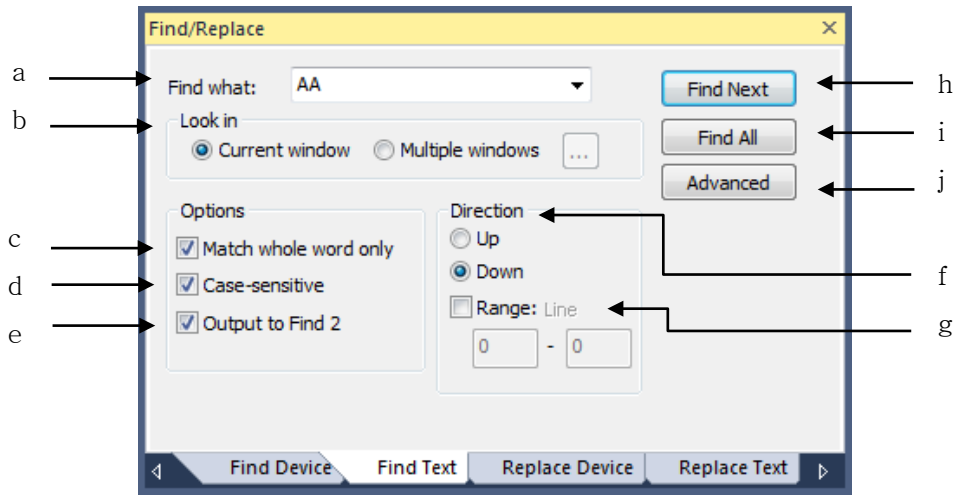 Find/Replace
a
Find what: AA
Find Next
h
b
Look in
Current window Multiple windows ...
Find All
i
Advanced
j
Options
c
Match whole word only
d
Case-sensitive
e
Output to Find 2
Direction
Up
Down
f
Range: Line
g
0 - 0
Find Device Find Text Replace Device Replace Text